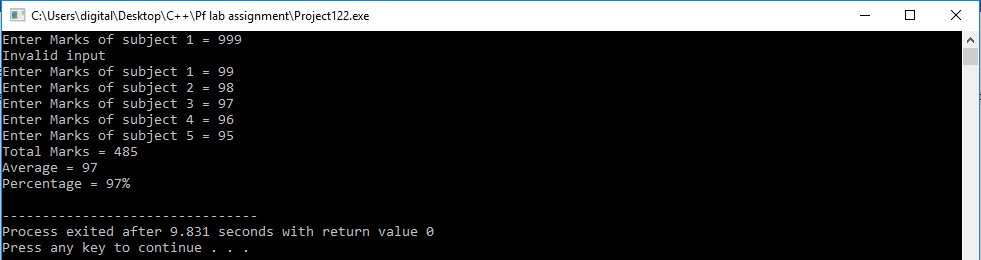 C:\Users\digital\Desktop\C++\Pf lab assignment\Project122.exe
Enter Marks of subject 1 = 999
Invalid input
Enter Marks of subject 1 = 99
Enter Marks of subject 2 = 98
Enter Marks of subject 3 = 97
Enter Marks of subject 4 = 96
Enter Marks of subject 5 = 95
Total Marks = 485
Average = 97
Percentage = 97%
--------------------------------
Process exited after 9.831 seconds with return value 0
Press any key to continue . . .